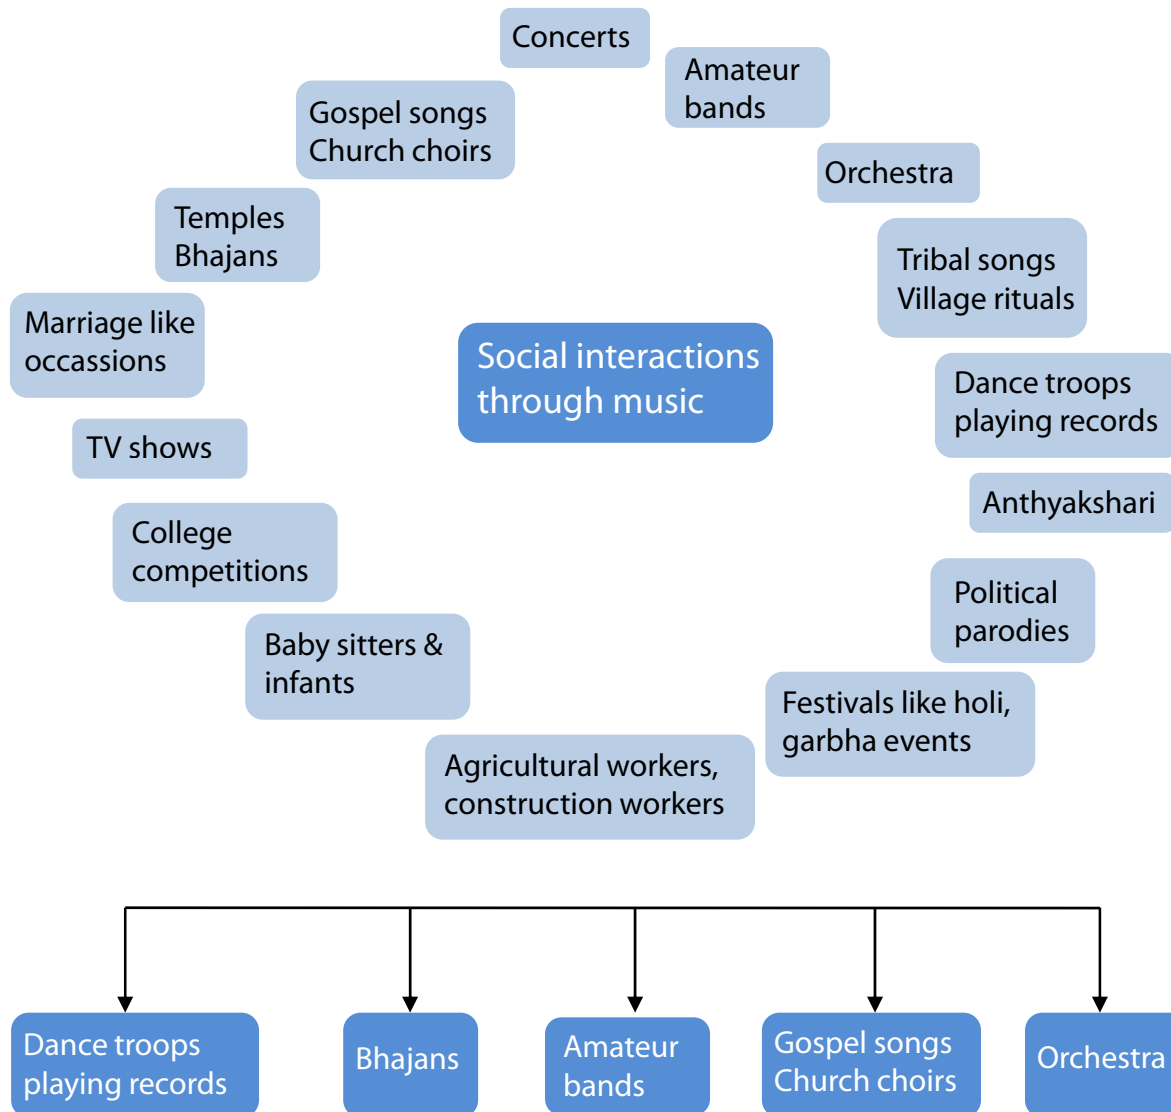 Concerts
Amateur
bands
Gospel songs
Church choirs
Orchestra
Temples
Bhajans
Tribal songs
Village rituals
Marriage like
occassions
Social interactions
through music
Dance troops
playing records
TV shows
Anthyakshari
College
competitions
Political
parodies
Baby sitters &
infants
Festivals like holi,
garbha events
Agricultural workers,
construction workers
Dance troops
playing records
Bhajans
Amateur
bands
Gospel songs
Church choirs
Orchestra